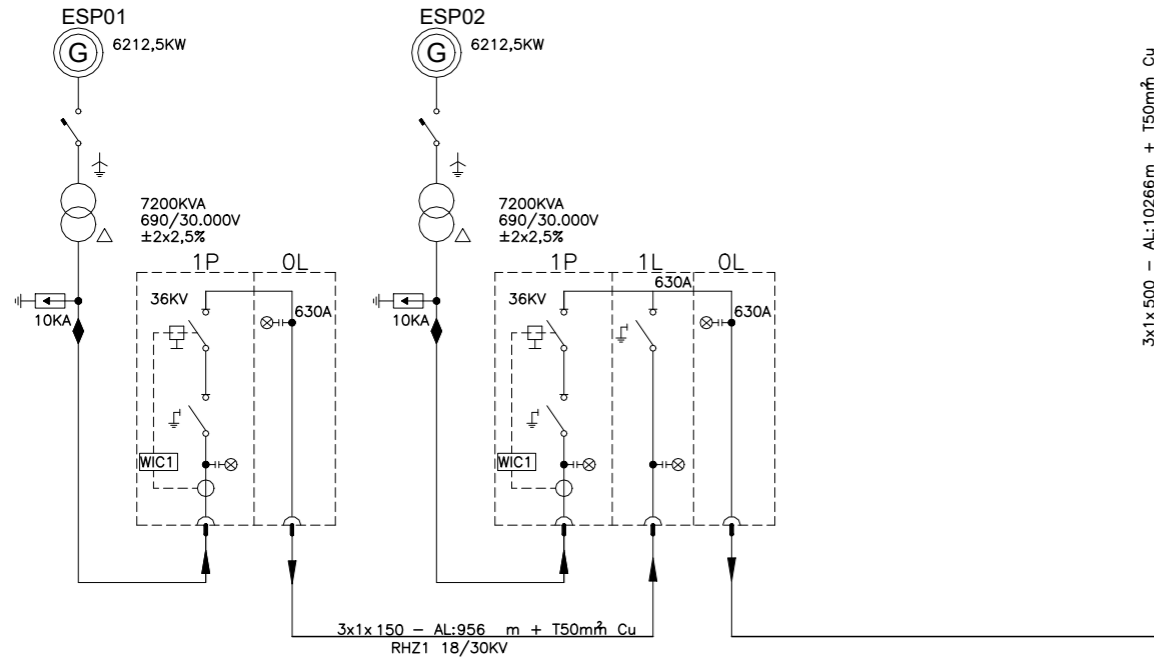 ESP01
G
6212,5KW
7200KVA
690/30.000V
±2x2,5%
10KA
1P
0L
36KV
630A
WIC1
ESP02
G
6212,5KW
7200KVA
690/30.000V
±2x2,5%
10KA
1P
1L
0L
36KV
630A
630A
WIC1
3x1x150 – AL:956 m + T50mm² Cu
RHZ1 18/30KV
3x1x500 – AL:10266m + T50mm² Cu